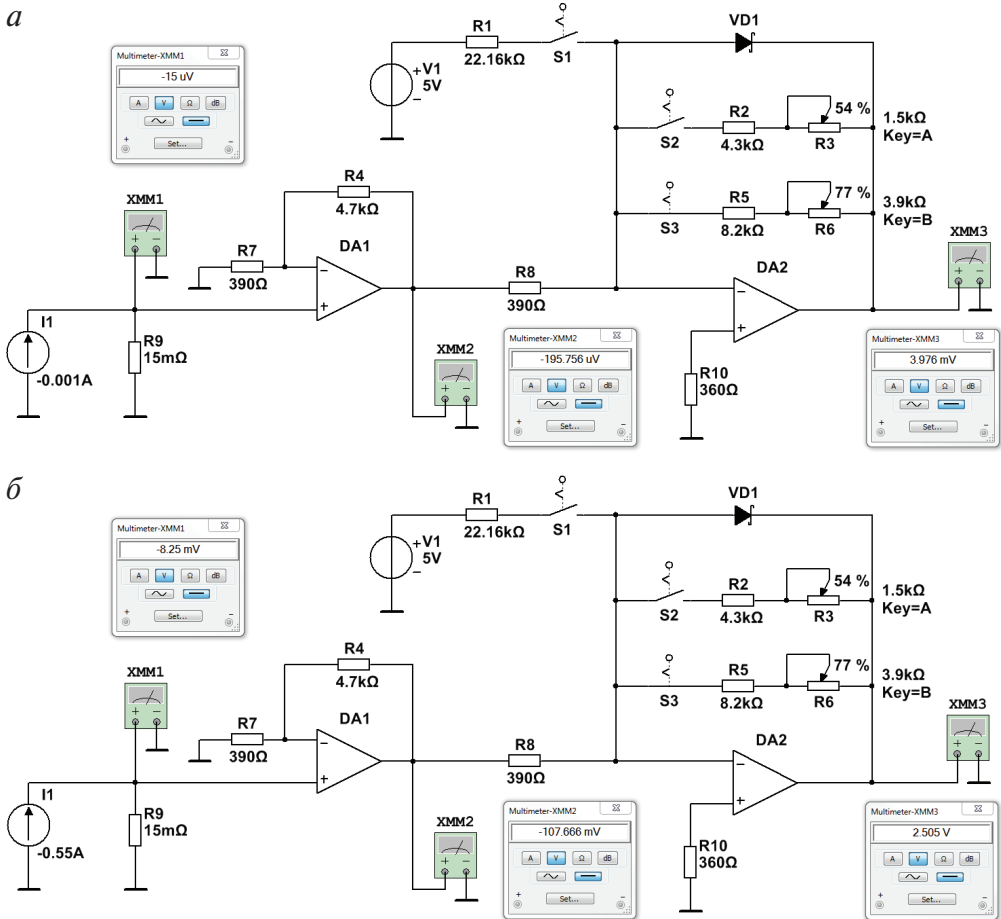 а
R1
22.16kΩ
S1
VD1
+V1
5V
Multimeter-XMM1
-15 uV
A V Ω dB
Set...
+ -
S2
R2
4.3kΩ
54 %
R3
1.5kΩ
Key=A
S3
R5
8.2kΩ
77 %
R6
3.9kΩ
Key=B
XMM1
+ -
R4
4.7kΩ
DA1
R7
390Ω
R8
390Ω
DA2
XMM3
+ -
I1
-0.001A
R9
15mΩ
XMM2
+ -
Multimeter-XMM2
-195.756 uV
A V Ω dB
Set...
+ -
R10
360Ω
Multimeter-XMM3
3.976 mV
A V Ω dB
Set...
+ -
б
R1
22.16kΩ
S1
VD1
+V1
5V
Multimeter-XMM1
-8.25 mV
A V Ω dB
Set...
+ -
S2
R2
4.3kΩ
54 %
R3
1.5kΩ
Key=A
S3
R5
8.2kΩ
77 %
R6
3.9kΩ
Key=B
XMM1
+ -
R4
4.7kΩ
DA1
R7
390Ω
R8
390Ω
DA2
XMM3
+ -
I1
-0.55A
R9
15mΩ
XMM2
+ -
Multimeter-XMM2
-107.666 mV
A V Ω dB
Set...
+ -
R10
360Ω
Multimeter-XMM3
2.505 V
A V Ω dB
Set...
+ -